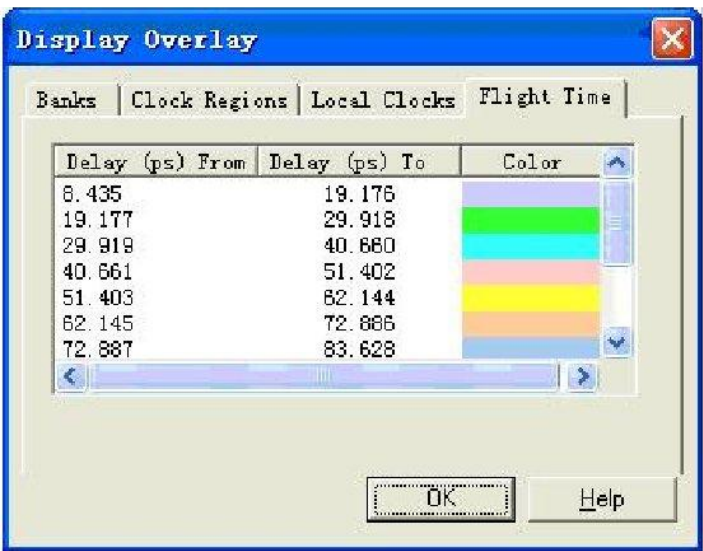 Display Overlay
Banks Clock Regions Local Clocks Flight Time
Delay (ps) From Delay (ps) To Color
8.435 19.176
19.177 29.918
29.919 40.660
40.661 51.402
51.403 62.144
62.145 72.886
72.887 83.628
OK Help